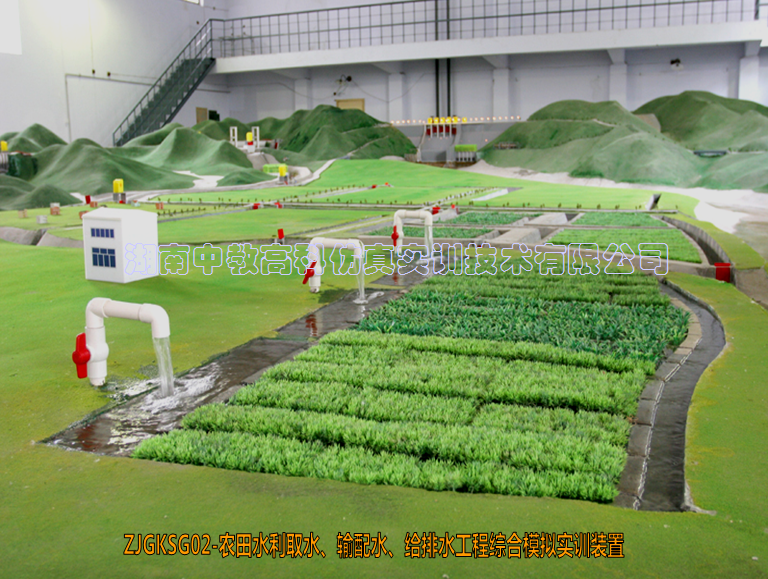 湖南中教高科仿真实训技术有限公司
ZJGKSG02-农田水利取水、输配水、给排水工程综合模拟实训装置